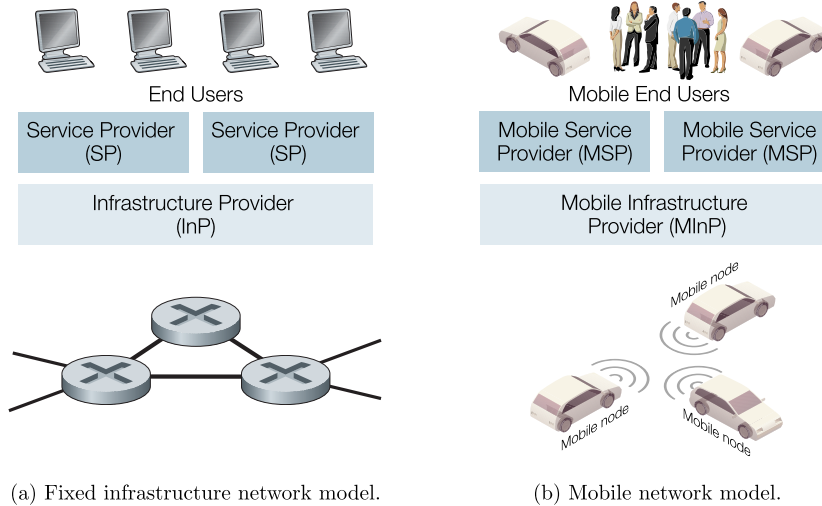 End Users
Service Provider
(SP)
Service Provider
(SP)
Infrastructure Provider
(InP)
(a) Fixed infrastructure network model.
Mobile End Users
Mobile Service
Provider (MSP)
Mobile Service
Provider (MSP)
Mobile Infrastructure
Provider (MInP)
Mobile node
Mobile node
Mobile node
(b) Mobile network model.